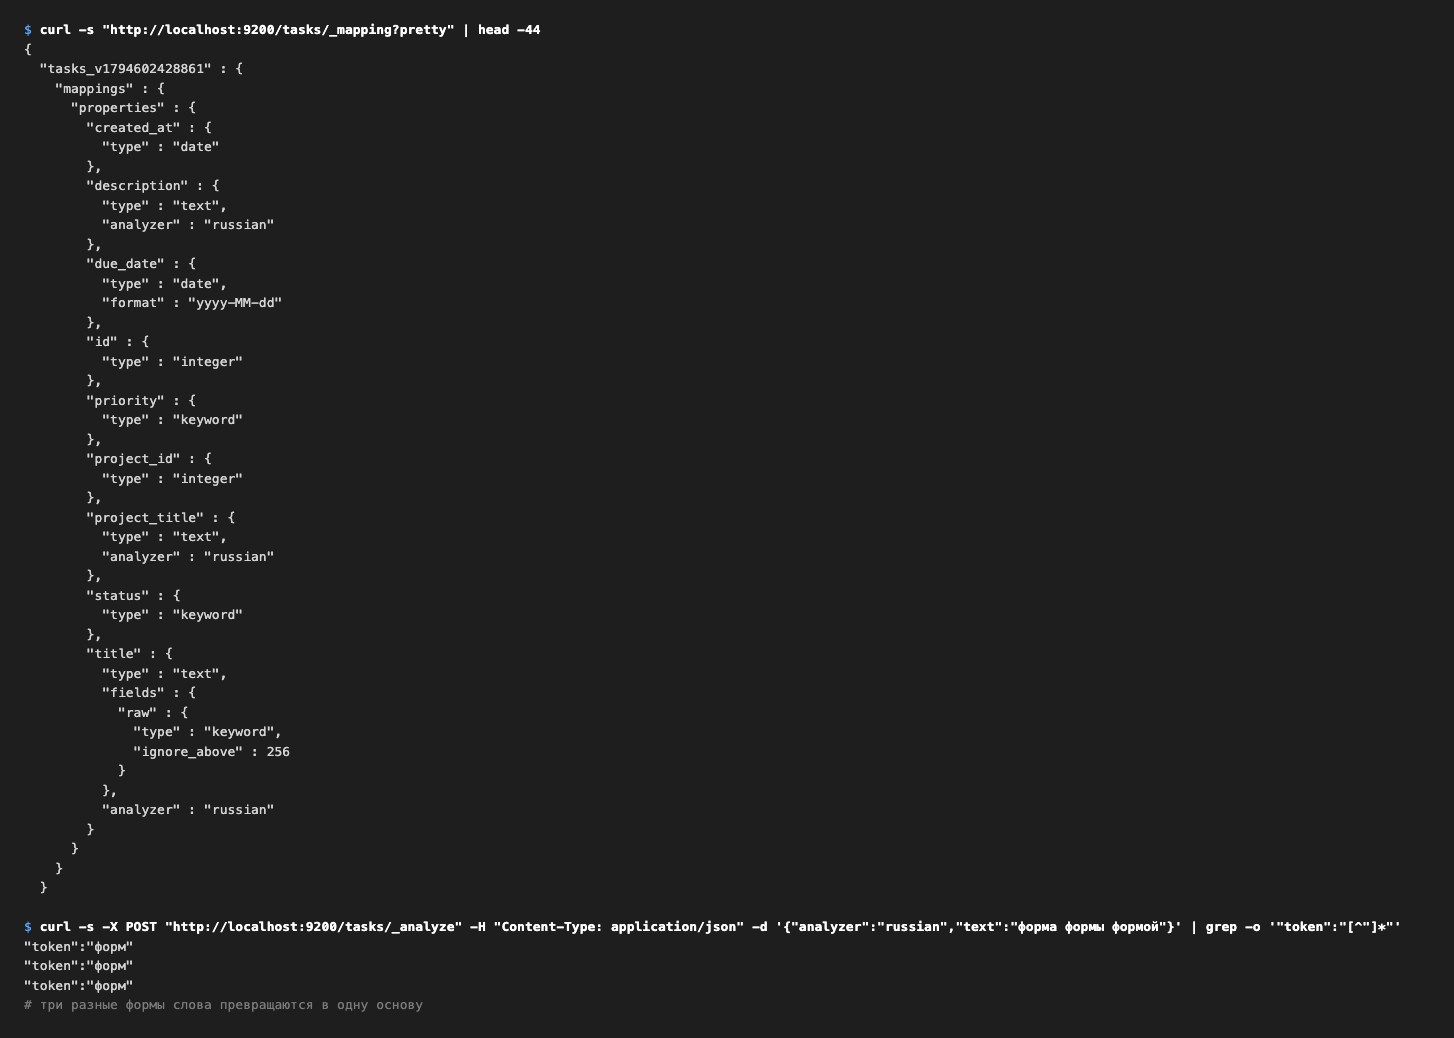 $ curl -s "http://localhost:9200/tasks/_mapping?pretty" | head -44
{
  "tasks_v1794602428861" : {
    "mappings" : {
      "properties" : {
        "created_at" : {
          "type" : "date"
        },
        "description" : {
          "type" : "text",
          "analyzer" : "russian"
        },
        "due_date" : {
          "type" : "date",
          "format" : "yyyy-MM-dd"
        },
        "id" : {
          "type" : "integer"
        },
        "priority" : {
          "type" : "keyword"
        },
        "project_id" : {
          "type" : "integer"
        },
        "project_title" : {
          "type" : "text",
          "analyzer" : "russian"
        },
        "status" : {
          "type" : "keyword"
        },
        "title" : {
          "type" : "text",
          "fields" : {
            "raw" : {
              "type" : "keyword",
              "ignore_above" : 256
            }
          },
          "analyzer" : "russian"
        }
      }
    }
  }
$ curl -s -X POST "http://localhost:9200/tasks/_analyze" -H "Content-Type: application/json" -d '{"analyzer":"russian","text":"форма формы формой"}' | grep -o '"token":"[^"]*"'
"token":"форм"
"token":"форм"
"token":"форм"
# три разные формы слова превращаются в одну основу